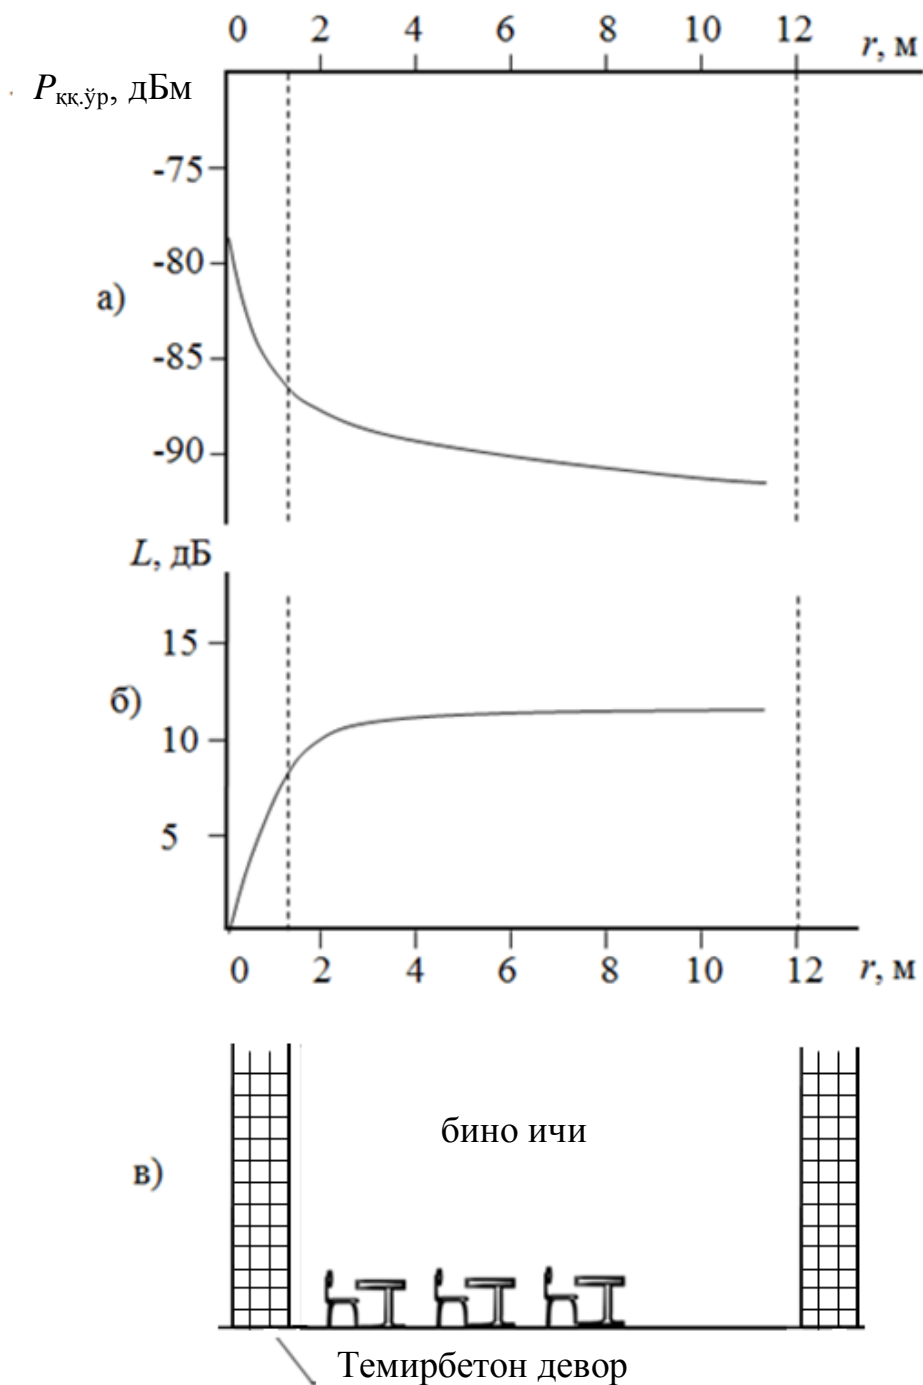 0 2 4 6 8 10 12 r, м
Pққ.ўр, дБм
-75
-80
а)
-85
-90
L, дБ
15
б)
10
5
0 2 4 6 8 10 12 r, м
бино ичи
в)
Темирбетон девор